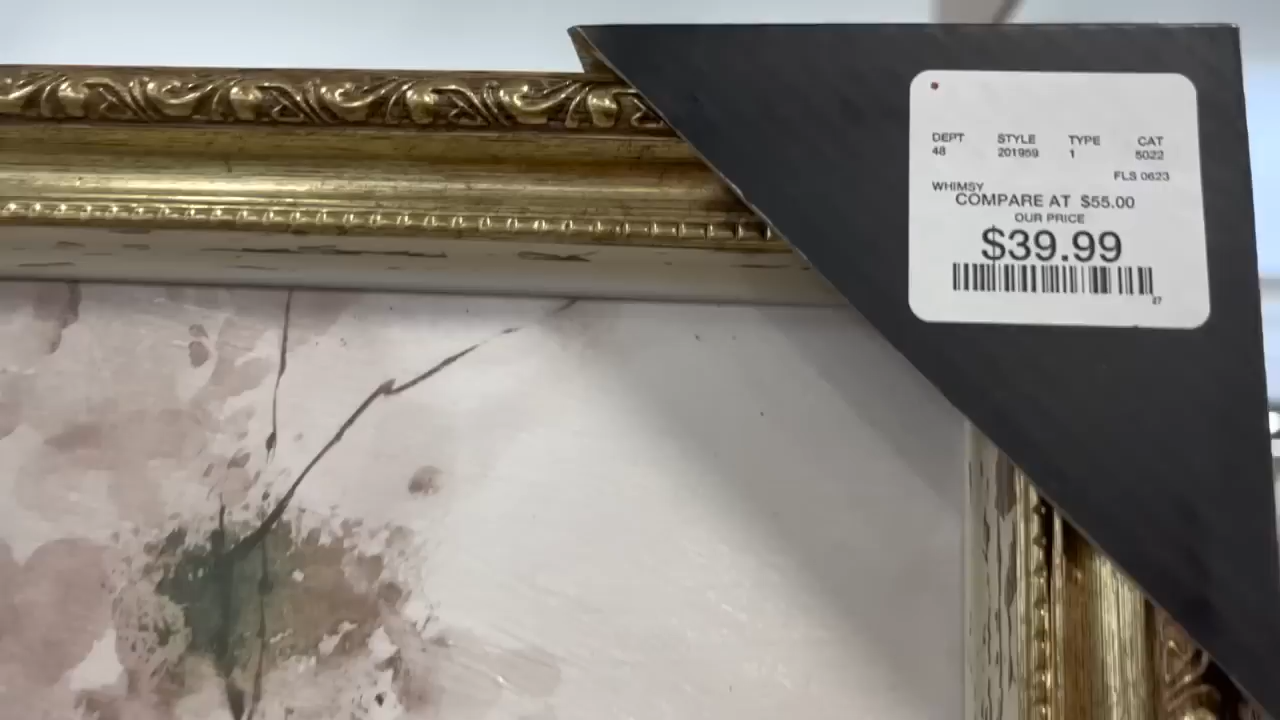 DEPT STYLE TYPE CAT
48 201959 1 5022
FLS 0623
WHIMSY
COMPARE AT $55.00
OUR PRICE
$39.99
27